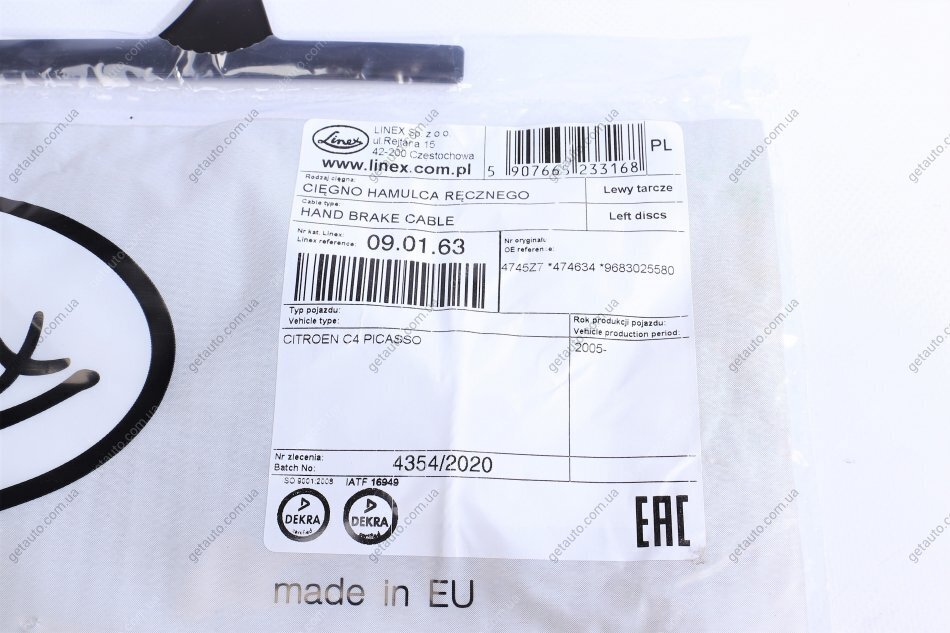 Linex
LINEX SP. Z O.O.
ul.Rejtana 16
42-200 Czestochowa
www.linex.com.pl
5 907665 233168
PL
Rodzaj cięgna:
CIĘGNO HAMULCA RĘCZNEGO
Lewy tarcze
Cable type:
HAND BRAKE CABLE
Left discs
Nr kat. Linex:
Linex reference:
09.01.63
Nr oryginału:
OE reference:
4745Z7 *474634 *9683025580
Typ pojazdu:
Vehicle type:
Rok produkcji pojazdu:
Vehicle production period:
CITROEN C4 PICASSO
2005-
Nr zlecenia:
Batch No:
4354/2020
ISO 9001:2008
IATF 16949
DEKRA
certified
DEKRA
certified
EAC
made in EU
getauto.com.ua